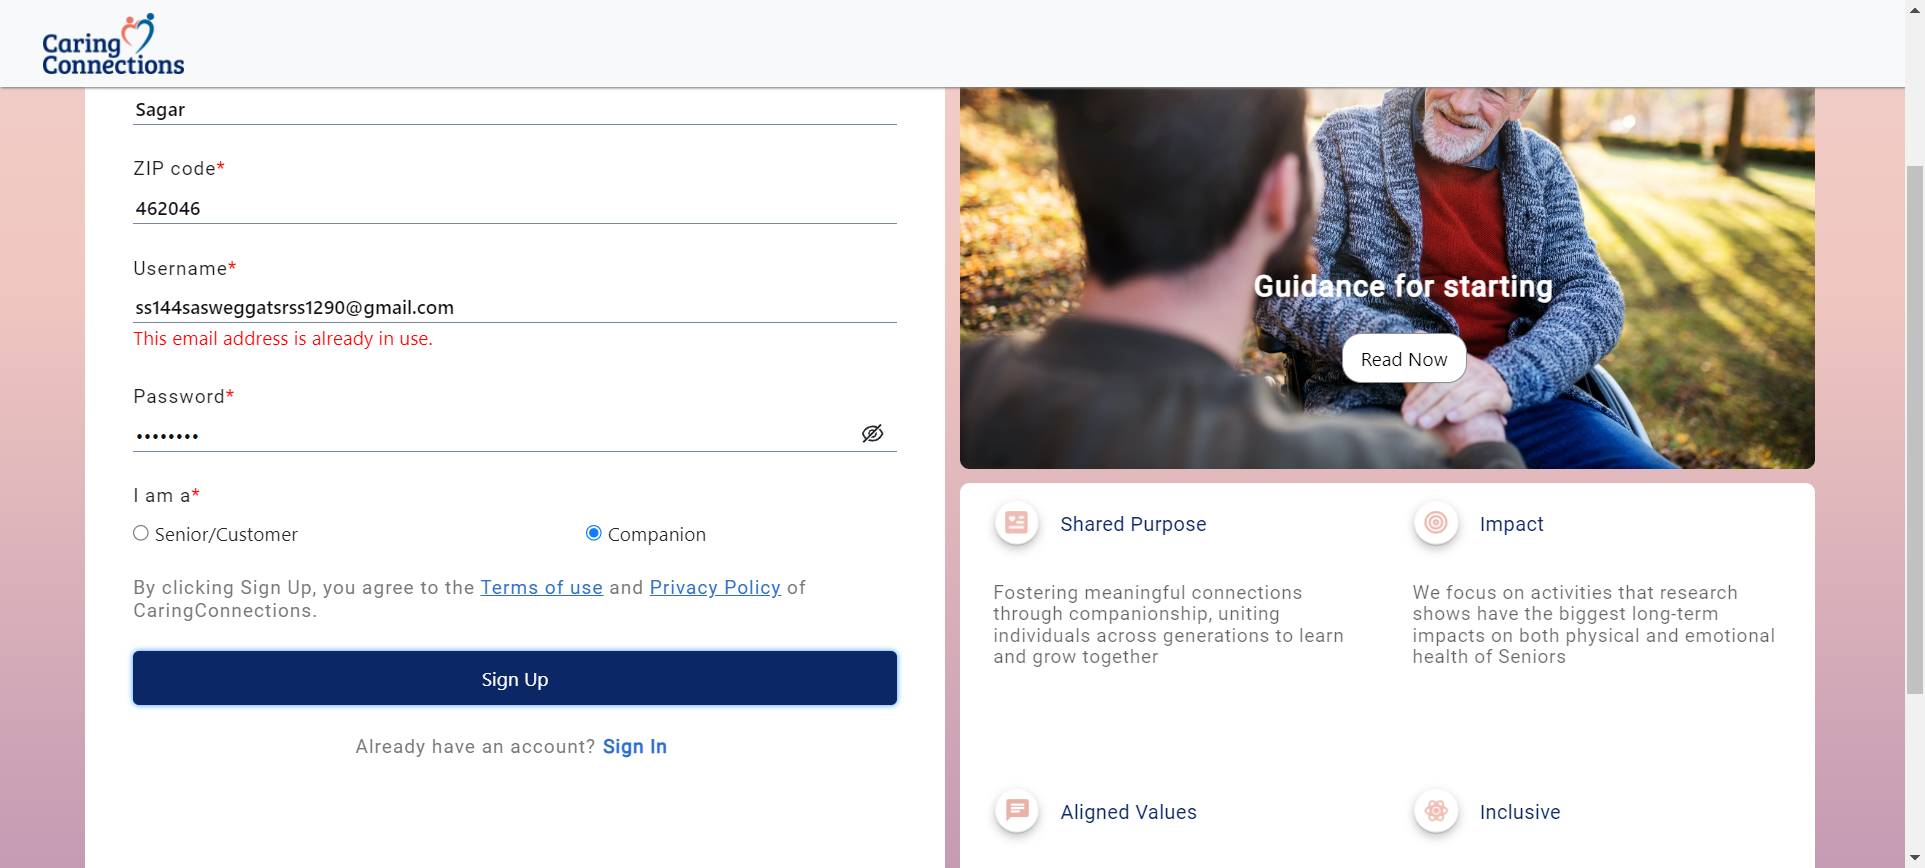 Caring
Connections
Sagar
ZIP code*
462046
Username*
ss144sasweggatsrss1290@gmail.com
This email address is already in use.
Password*
••••••••
I am a*
Senior/Customer
Companion
By clicking Sign Up, you agree to the Terms of use and Privacy Policy of
CaringConnections.
Sign Up
Already have an account? Sign In
Guidance for starting
Read Now
Shared Purpose
Fostering meaningful connections
through companionship, uniting
individuals across generations to learn
and grow together
Impact
We focus on activities that research
shows have the biggest long-term
impacts on both physical and emotional
health of Seniors
Aligned Values
Inclusive